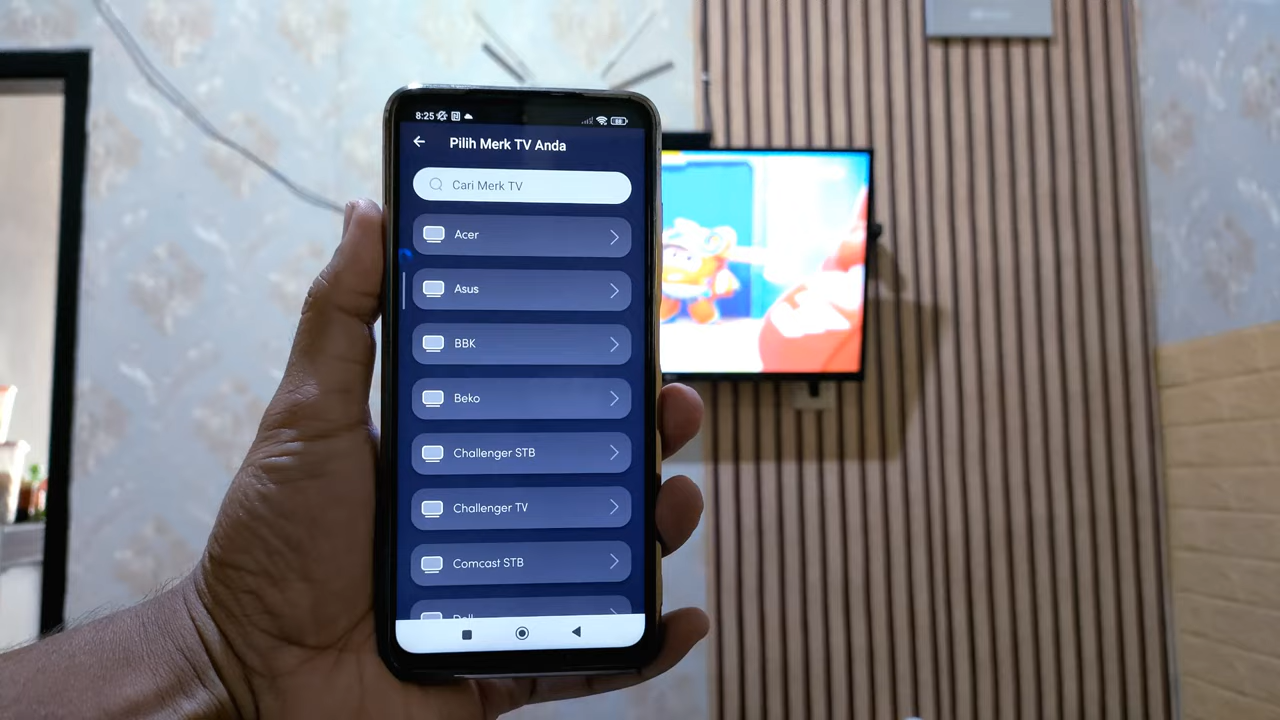 8:25
Pilih Merk TV Anda
Cari Merk TV
Acer
Asus
BBK
Beko
Challenger STB
Challenger TV
Comcast STB